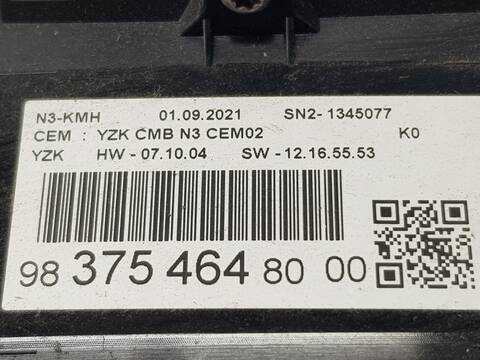 N3-KMH 01.09.2021 SN2- 1345077
CEM : YZK CMB N3 CEM02 K0
YZK HW - 07.10.04 SW - 12.16.55.53
98 375 464 80 00